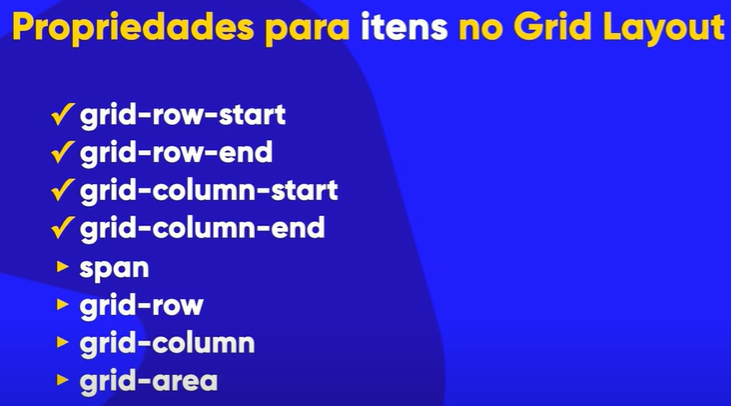 Propriedades para itens no Grid Layout
✓ grid-row-start
✓ grid-row-end
✓ grid-column-start
✓ grid-column-end
► span
► grid-row
► grid-column
► grid-area